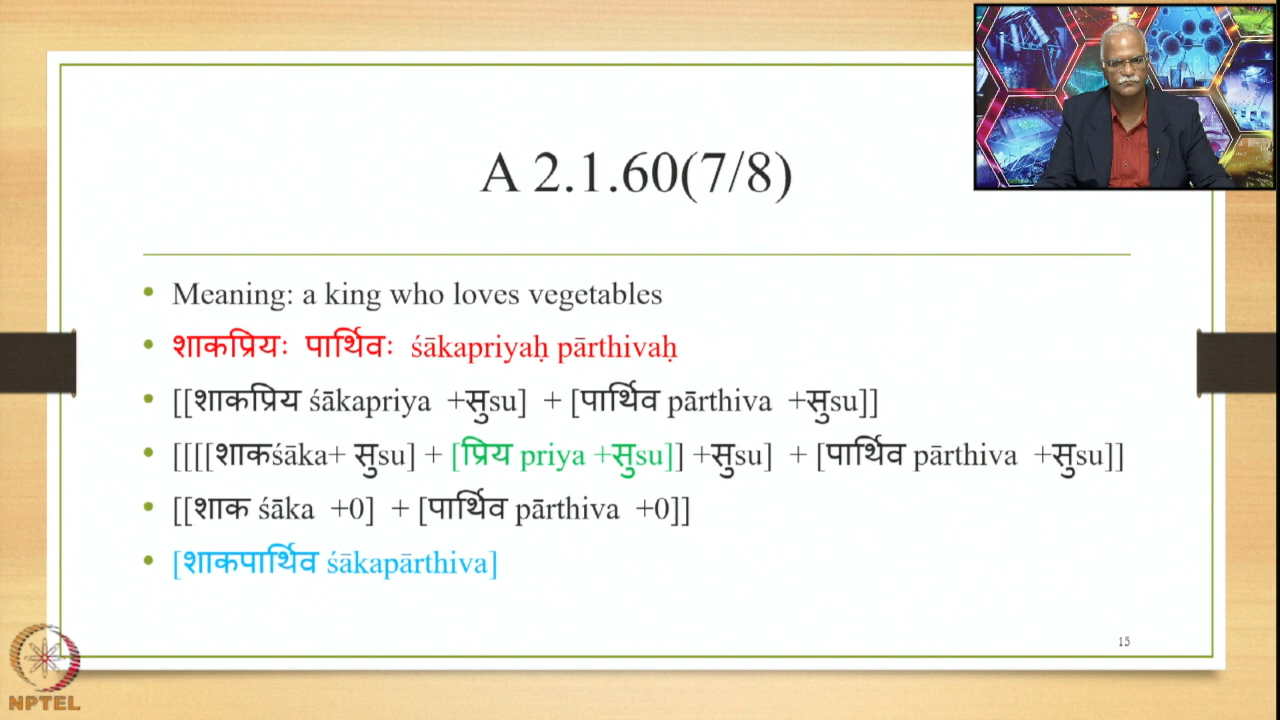 A 2.1.60(7/8)
Meaning: a king who loves vegetables
शाकप्रियः पार्थिवः śākapriyaḥ pārthivaḥ
[[शाकप्रिय śākapriya +सुsu] + [पार्थिव pārthiva +सुsu]]
[[[[शाकśāka+ सुsu] + [प्रिय priya +सुsu]] +सुsu] + [पार्थिव pārthiva +सुsu]]
[[शाक śāka +0] + [पार्थिव pārthiva +0]]
[शाकपार्थिव śākapārthiva]
15
NPTEL